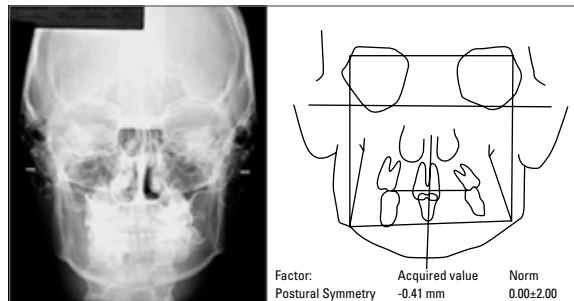 Factor: Acquired value Norm
Postural Symmetry -0.41 mm 0.00±2.00